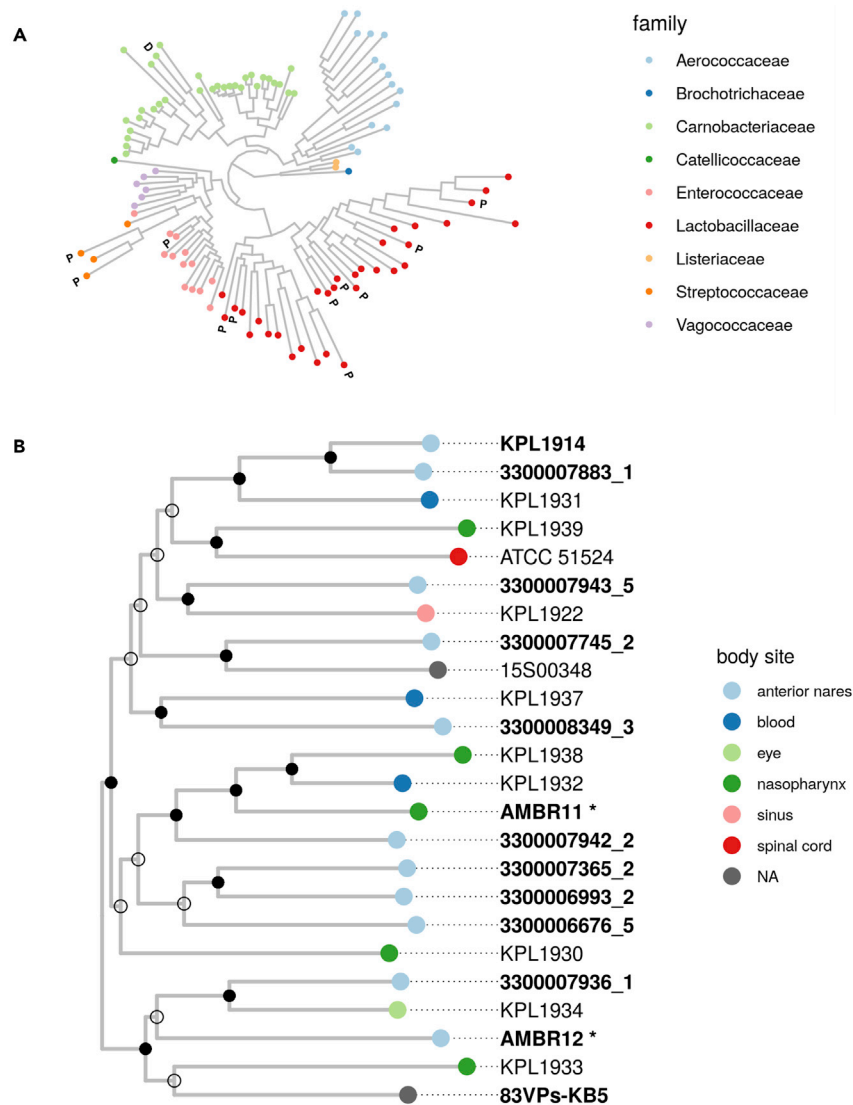 A
D
P
P
P
P
P
P
P
P
P
P
P
family
Aerococcaceae
Brochotrichaceae
Carnobacteriaceae
Catellicoccaceae
Enterococcaceae
Lactobacillaceae
Listeriaceae
Streptococcaceae
Vagococcaceae
B
KPL1914
3300007883_1
KPL1931
KPL1939
ATCC 51524
3300007943_5
KPL1922
3300007745_2
15S00348
KPL1937
3300008349_3
KPL1938
KPL1932
AMBR11 *
3300007942_2
3300007365_2
3300006993_2
3300006676_5
KPL1930
3300007936_1
KPL1934
AMBR12 *
KPL1933
83VPs-KB5
body site
anterior nares
blood
eye
nasopharynx
sinus
spinal cord
NA